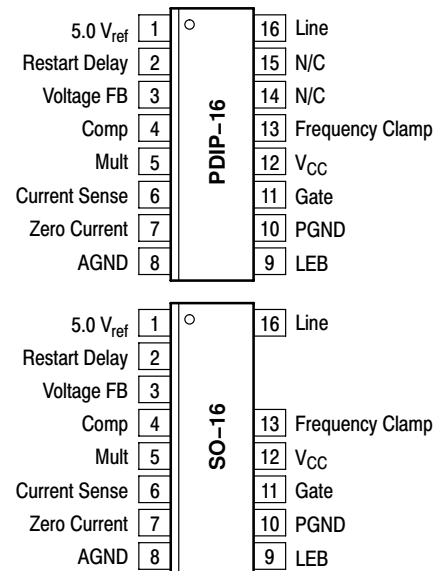 5.0 Vref 1 16 Line
Restart Delay 2 15 N/C
Voltage FB 3 14 N/C
Comp 4 13 Frequency Clamp
Mult 5 12 VCC
Current Sense 6 11 Gate
Zero Current 7 10 PGND
AGND 8 9 LEB
PDIP–16
5.0 Vref 1 16 Line
Restart Delay 2
Voltage FB 3
Comp 4 13 Frequency Clamp
Mult 5 12 VCC
Current Sense 6 11 Gate
Zero Current 7 10 PGND
AGND 8 9 LEB
SO–16